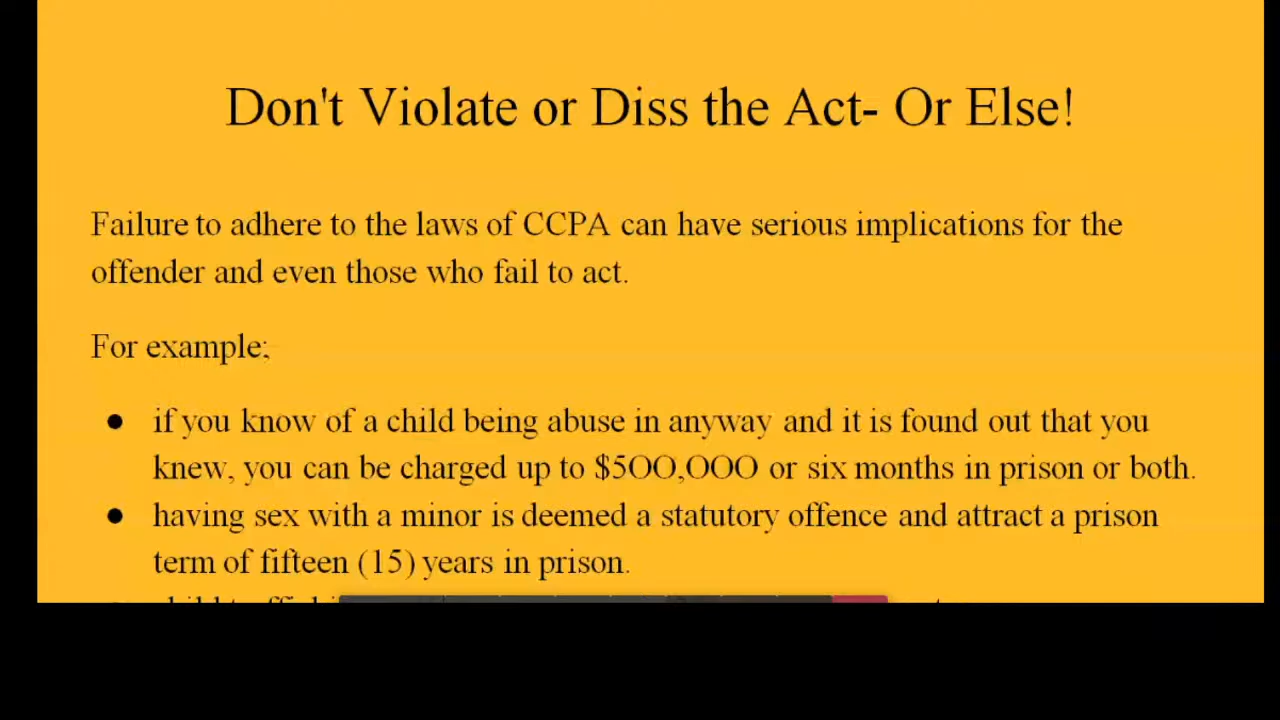 Don't Violate or Diss the Act- Or Else!
Failure to adhere to the laws of CCPA can have serious implications for the
offender and even those who fail to act.
For example;
● if you know of a child being abuse in anyway and it is found out that you
knew, you can be charged up to $5OO,OOO or six months in prison or both.
● having sex with a minor is deemed a statutory offence and attract a prison
term of fifteen (15) years in prison.